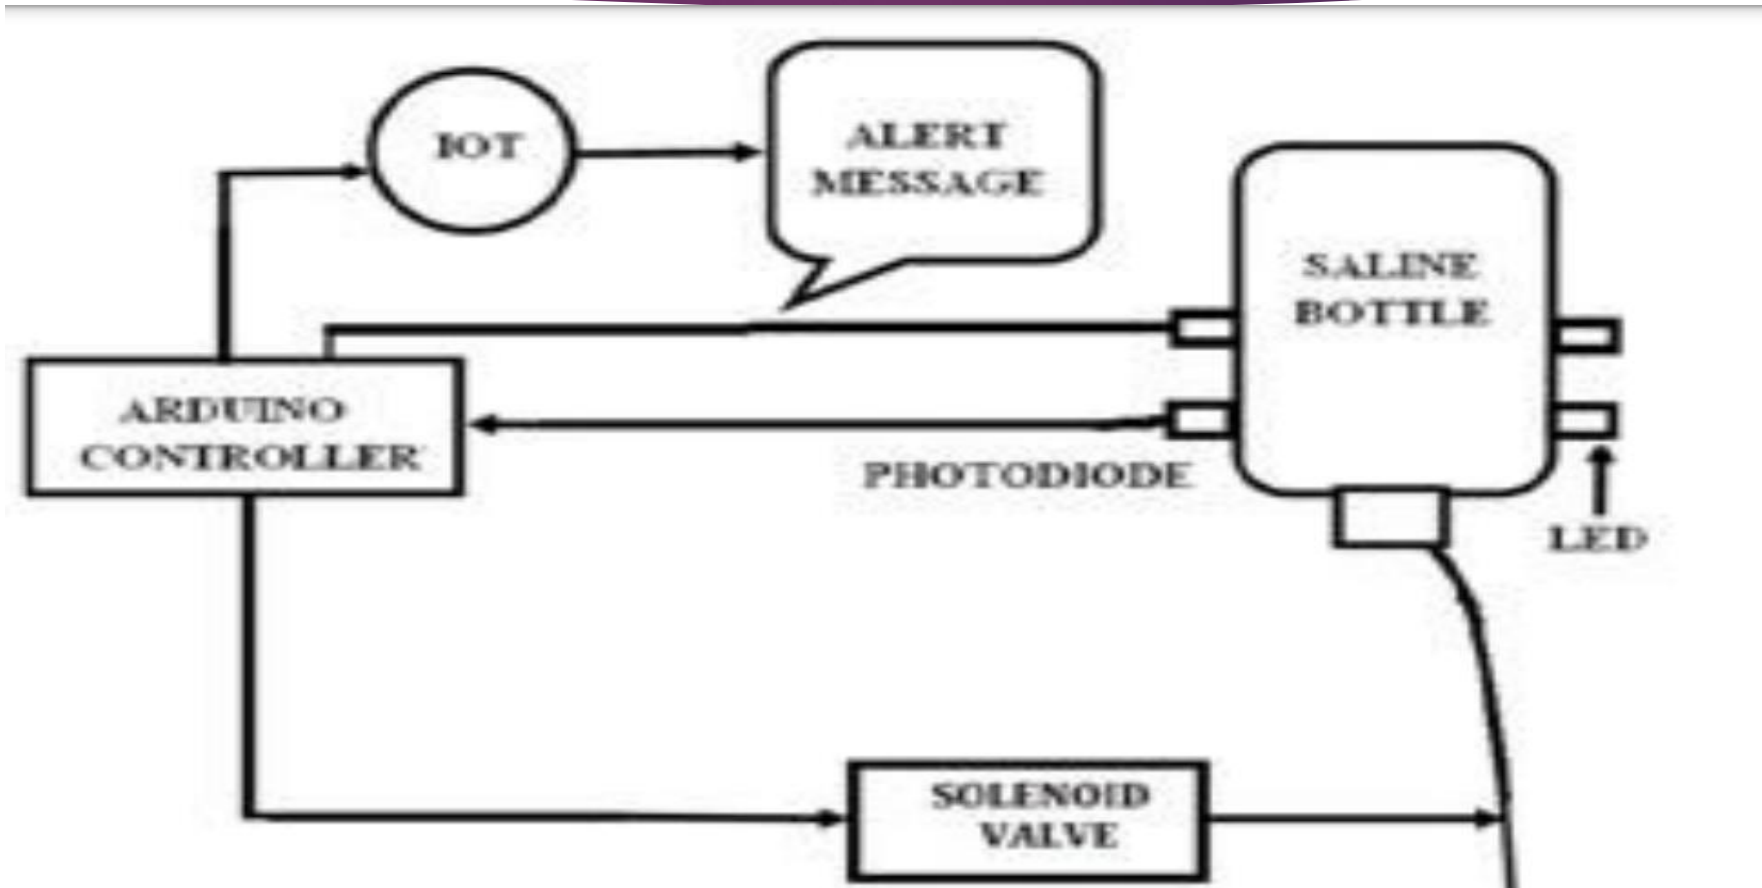 IOT
ALERT
MESSAGE
SALINE
BOTTLE
ARDUINO
CONTROLLER
PHOTODIODE
LED
SOLENOID
VALVE